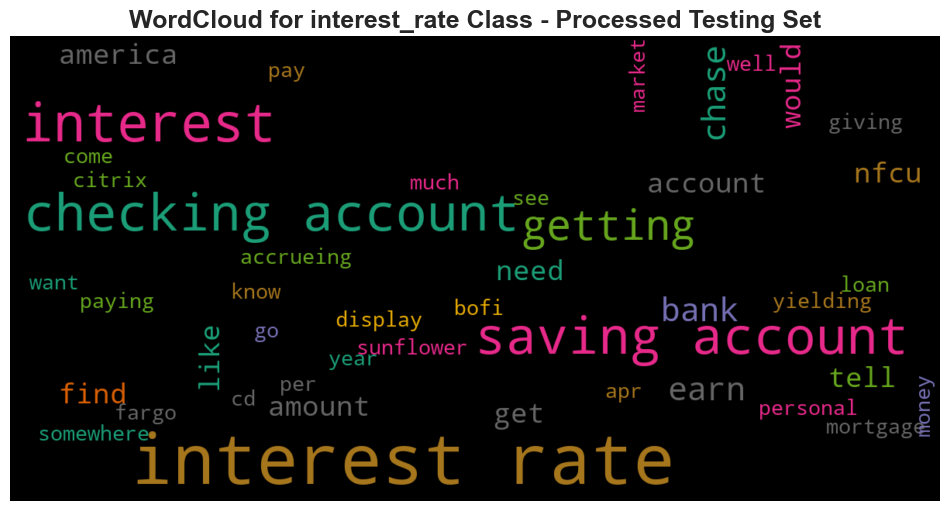 WordCloud for interest_rate Class - Processed Testing Set
america
pay
market
chase
well
would
interest
giving
come
citrix
much
see
account
nfcu
checking account
getting
accrueing
need
want
paying
know
display
bofi
bank
yielding
loan
go
like
sunflower
year
saving account
find
fargo
cd
per
amount
get
apr
earn
tell
personal
mortgage
money
somewhere
interest rate